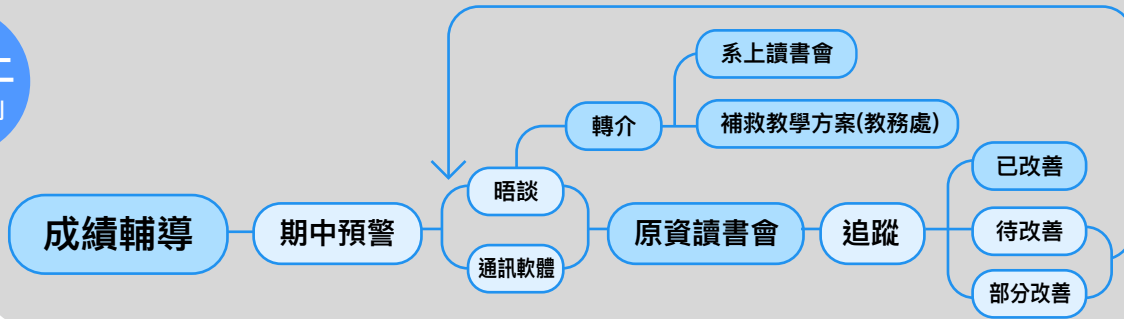 系上讀書會
轉介
補救教學方案(教務處)
已改善
晤談
成績輔導
期中預警
原資讀書會
追蹤
待改善
通訊軟體
部分改善